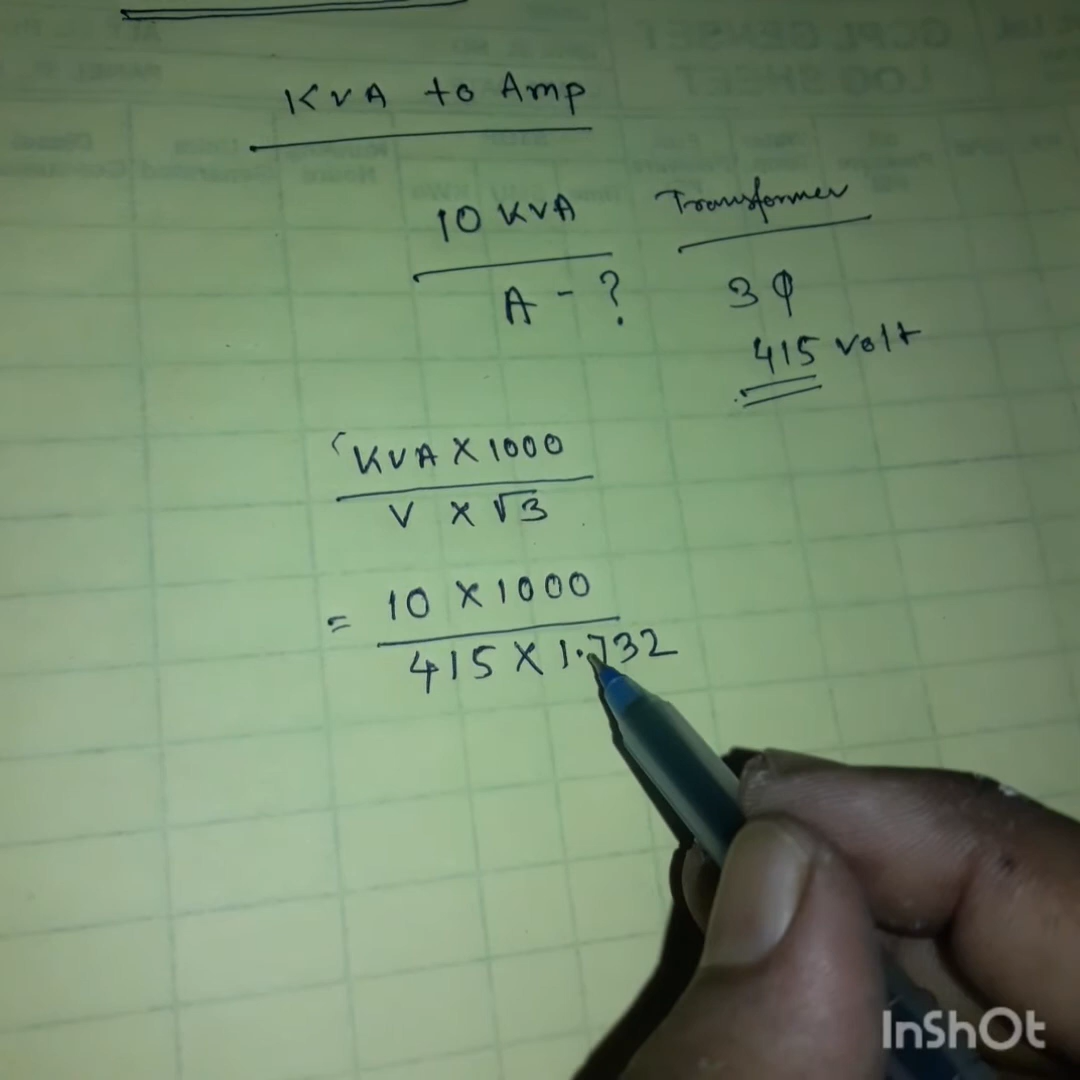 KVA to Amp
10 KVA Transformer
A - ? 3 φ
415 volt
KVA X 1000
V X √3
= 10 X 1000
415 X 1.732
InShOt